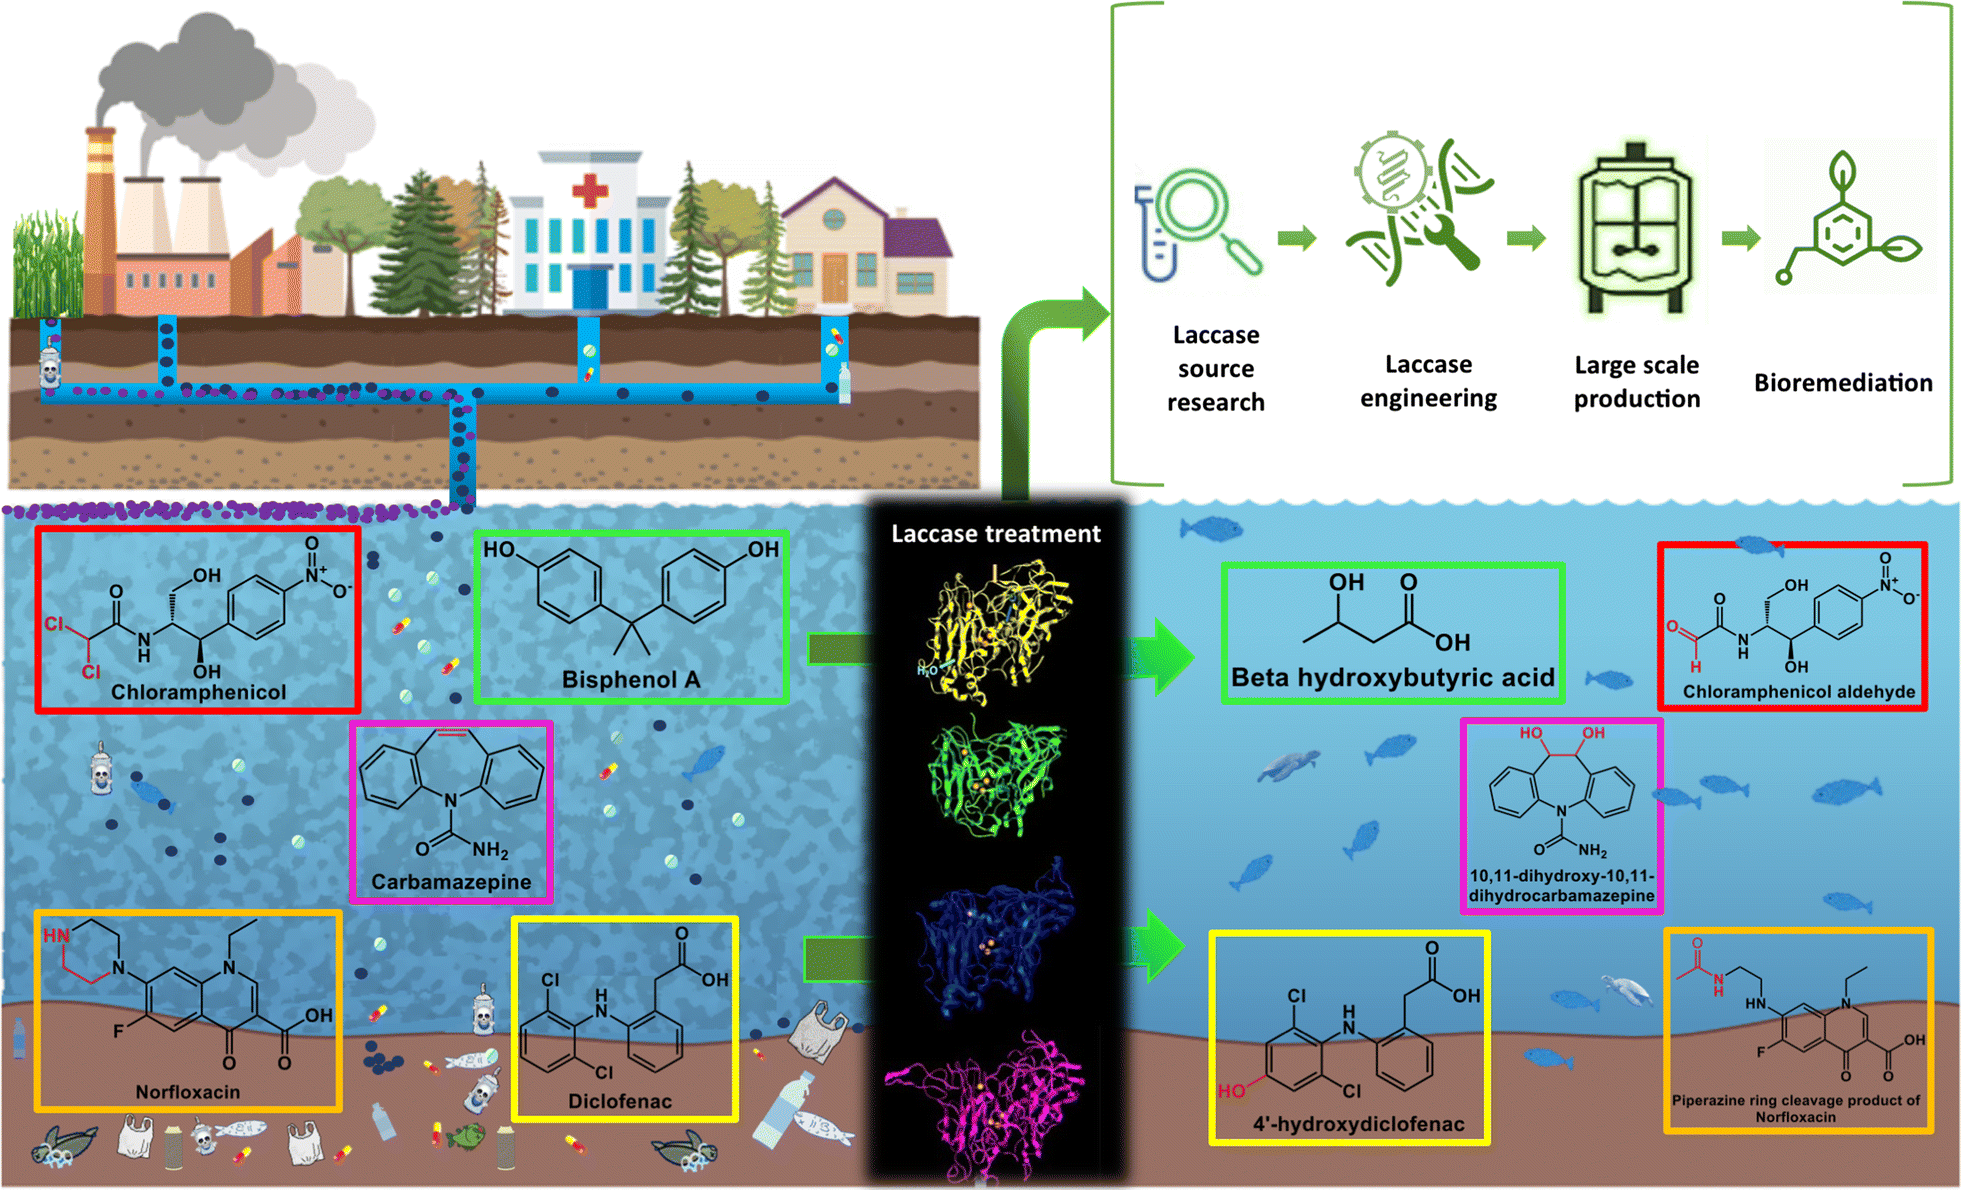 Laccase
source
research
Laccase
engineering
Large scale
production
Bioremediation
Laccase treatment
H₂O
O
N⁺
O⁻
OH
O
Cl
N
H
Cl
OH
Chloramphenicol
HO
OH
Bisphenol A
N
O
NH₂
Carbamazepine
HN
N
N
F
O
O
OH
Norfloxacin
O
OH
Cl
H
N
Cl
Diclofenac
OH
O
OH
Beta hydroxybutyric acid
O
N⁺
O⁻
OH
O
O
H
N
H
OH
Chloramphenicol aldehyde
HO
OH
N
O
NH₂
10,11-dihydroxy-10,11-
dihydrocarbamazepine
O
OH
Cl
H
N
Cl
HO
4'-hydroxydiclofenac
O
N
H
NH
N
F
O
O
OH
Piperazine ring cleavage product of
Norfloxacin